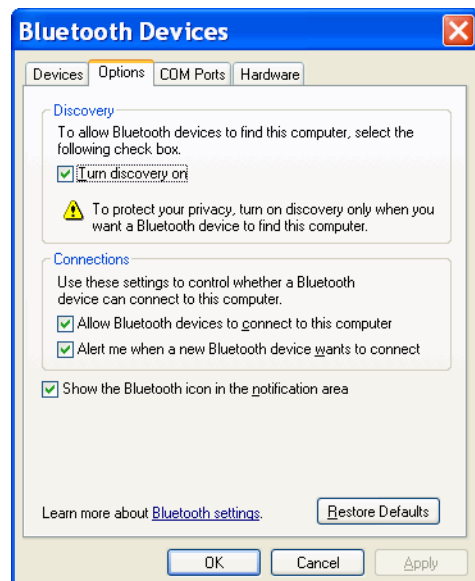 Bluetooth Devices
Devices Options COM Ports Hardware
Discovery
To allow Bluetooth devices to find this computer, select the
following check box.
Turn discovery on
To protect your privacy, turn on discovery only when you
want a Bluetooth device to find this computer.
Connections
Use these settings to control whether a Bluetooth
device can connect to this computer.
Allow Bluetooth devices to connect to this computer
Alert me when a new Bluetooth device wants to connect
Show the Bluetooth icon in the notification area
Learn more about Bluetooth settings. Restore Defaults
OK Cancel Apply